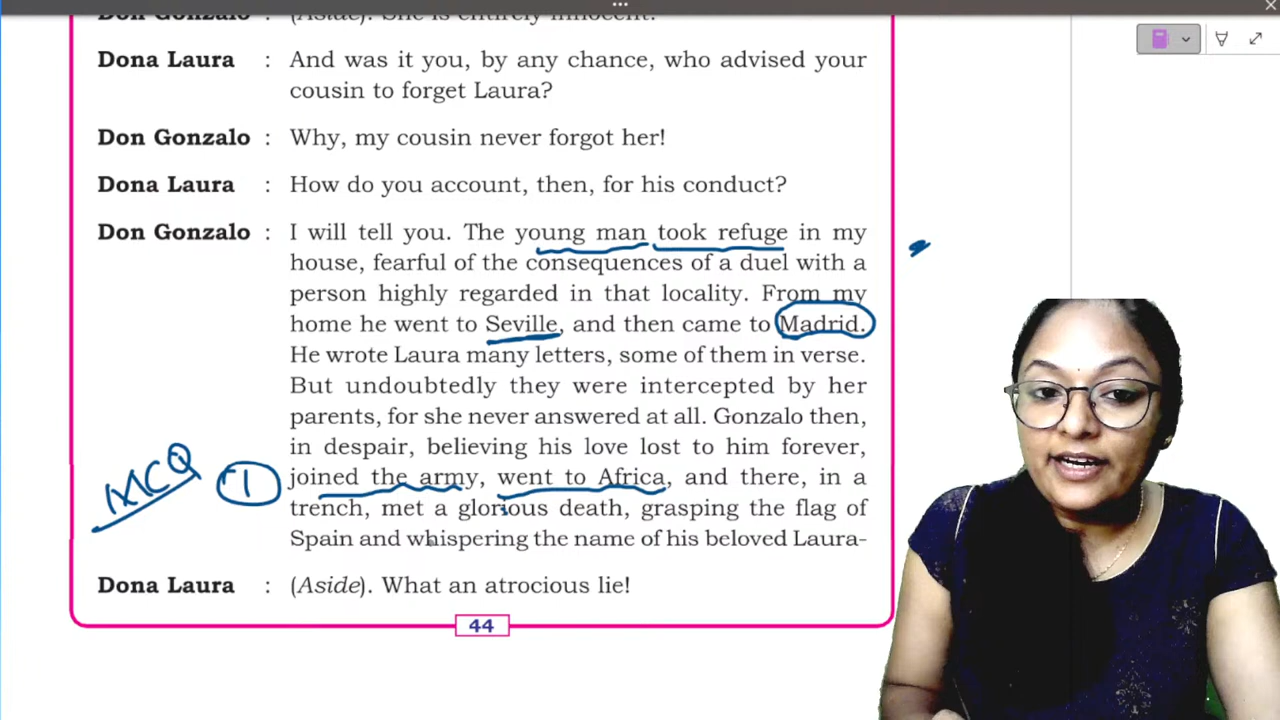 Don Gonzalo : (Aside). She is entirely innocent.
Dona Laura : And was it you, by any chance, who advised your
cousin to forget Laura?
Don Gonzalo : Why, my cousin never forgot her!
Dona Laura : How do you account, then, for his conduct?
Don Gonzalo : I will tell you. The young man took refuge in my
house, fearful of the consequences of a duel with a
person highly regarded in that locality. From my
home he went to Seville, and then came to Madrid.
He wrote Laura many letters, some of them in verse.
But undoubtedly they were intercepted by her
parents, for she never answered at all. Gonzalo then,
in despair, believing his love lost to him forever,
MCQ 1 joined the army, went to Africa, and there, in a
trench, met a glorious death, grasping the flag of
Spain and whispering the name of his beloved Laura-
Dona Laura : (Aside). What an atrocious lie!
44